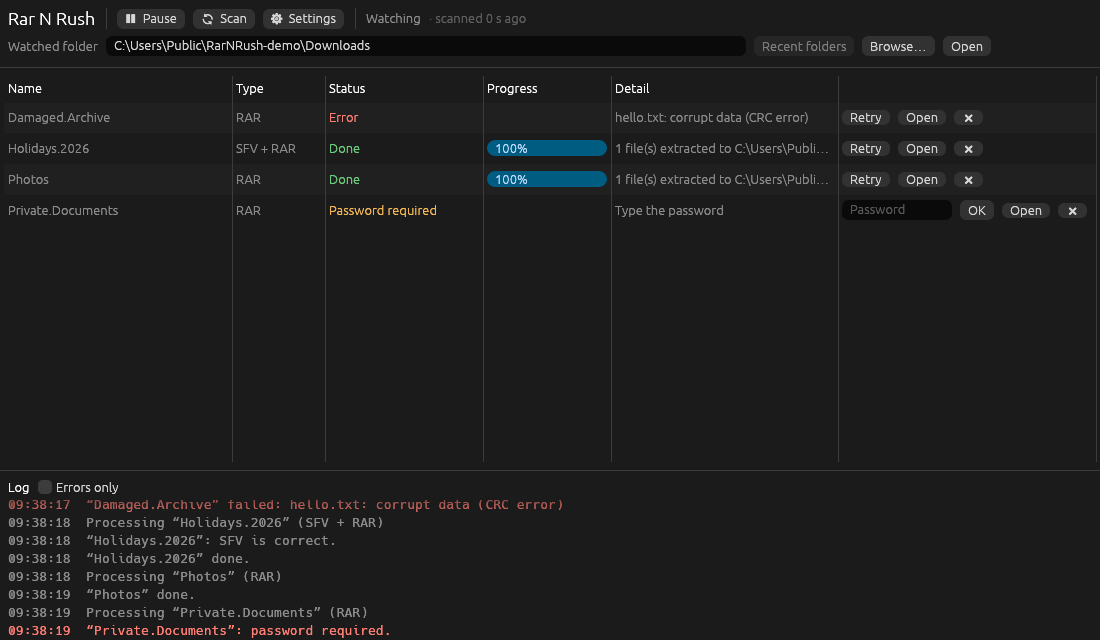 Rar N Rush Pause Scan Settings Watching · scanned 0 s ago
Watched folder C:\Users\Public\RarNRush-demo\Downloads Recent folders Browse… Open
Name Type Status Progress Detail
Damaged.Archive RAR Error hello.txt: corrupt data (CRC error) Retry Open ×
Holidays.2026 SFV + RAR Done 100% 1 file(s) extracted to C:\Users\Publi… Retry Open ×
Photos RAR Done 100% 1 file(s) extracted to C:\Users\Publi… Retry Open ×
Private.Documents RAR Password required Type the password Password OK Open ×
Log Errors only
09:38:17 “Damaged.Archive” failed: hello.txt: corrupt data (CRC error)
09:38:18 Processing “Holidays.2026” (SFV + RAR)
09:38:18 “Holidays.2026”: SFV is correct.
09:38:18 “Holidays.2026” done.
09:38:18 Processing “Photos” (RAR)
09:38:19 “Photos” done.
09:38:19 Processing “Private.Documents” (RAR)
09:38:19 “Private.Documents”: password required.